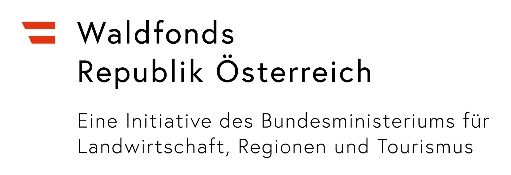 Waldfonds
Republik Österreich
Eine Initiative des Bundesministeriums für
Landwirtschaft, Regionen und Tourismus